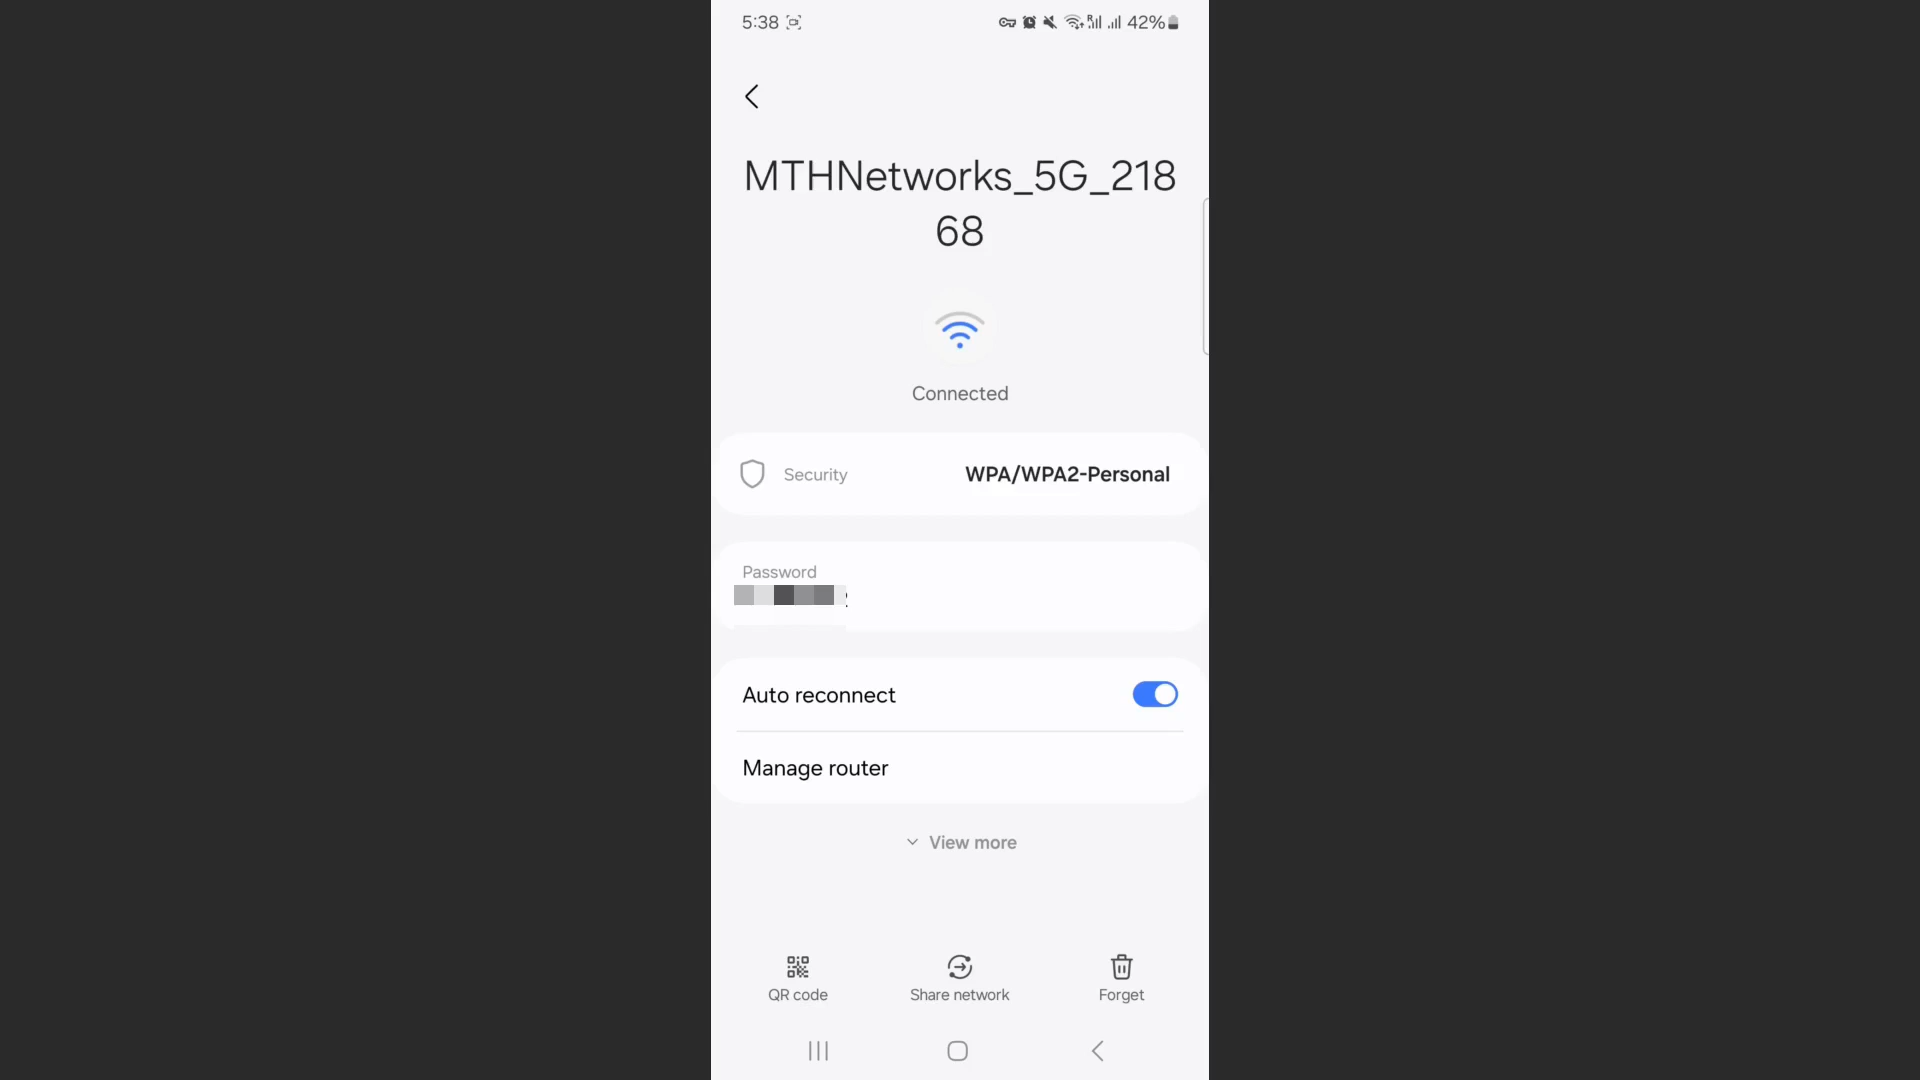 5:38
42%
MTHNetworks_5G_218
68
Connected
Security
WPA/WPA2-Personal
Password
Auto reconnect
Manage router
View more
QR code
Share network
Forget